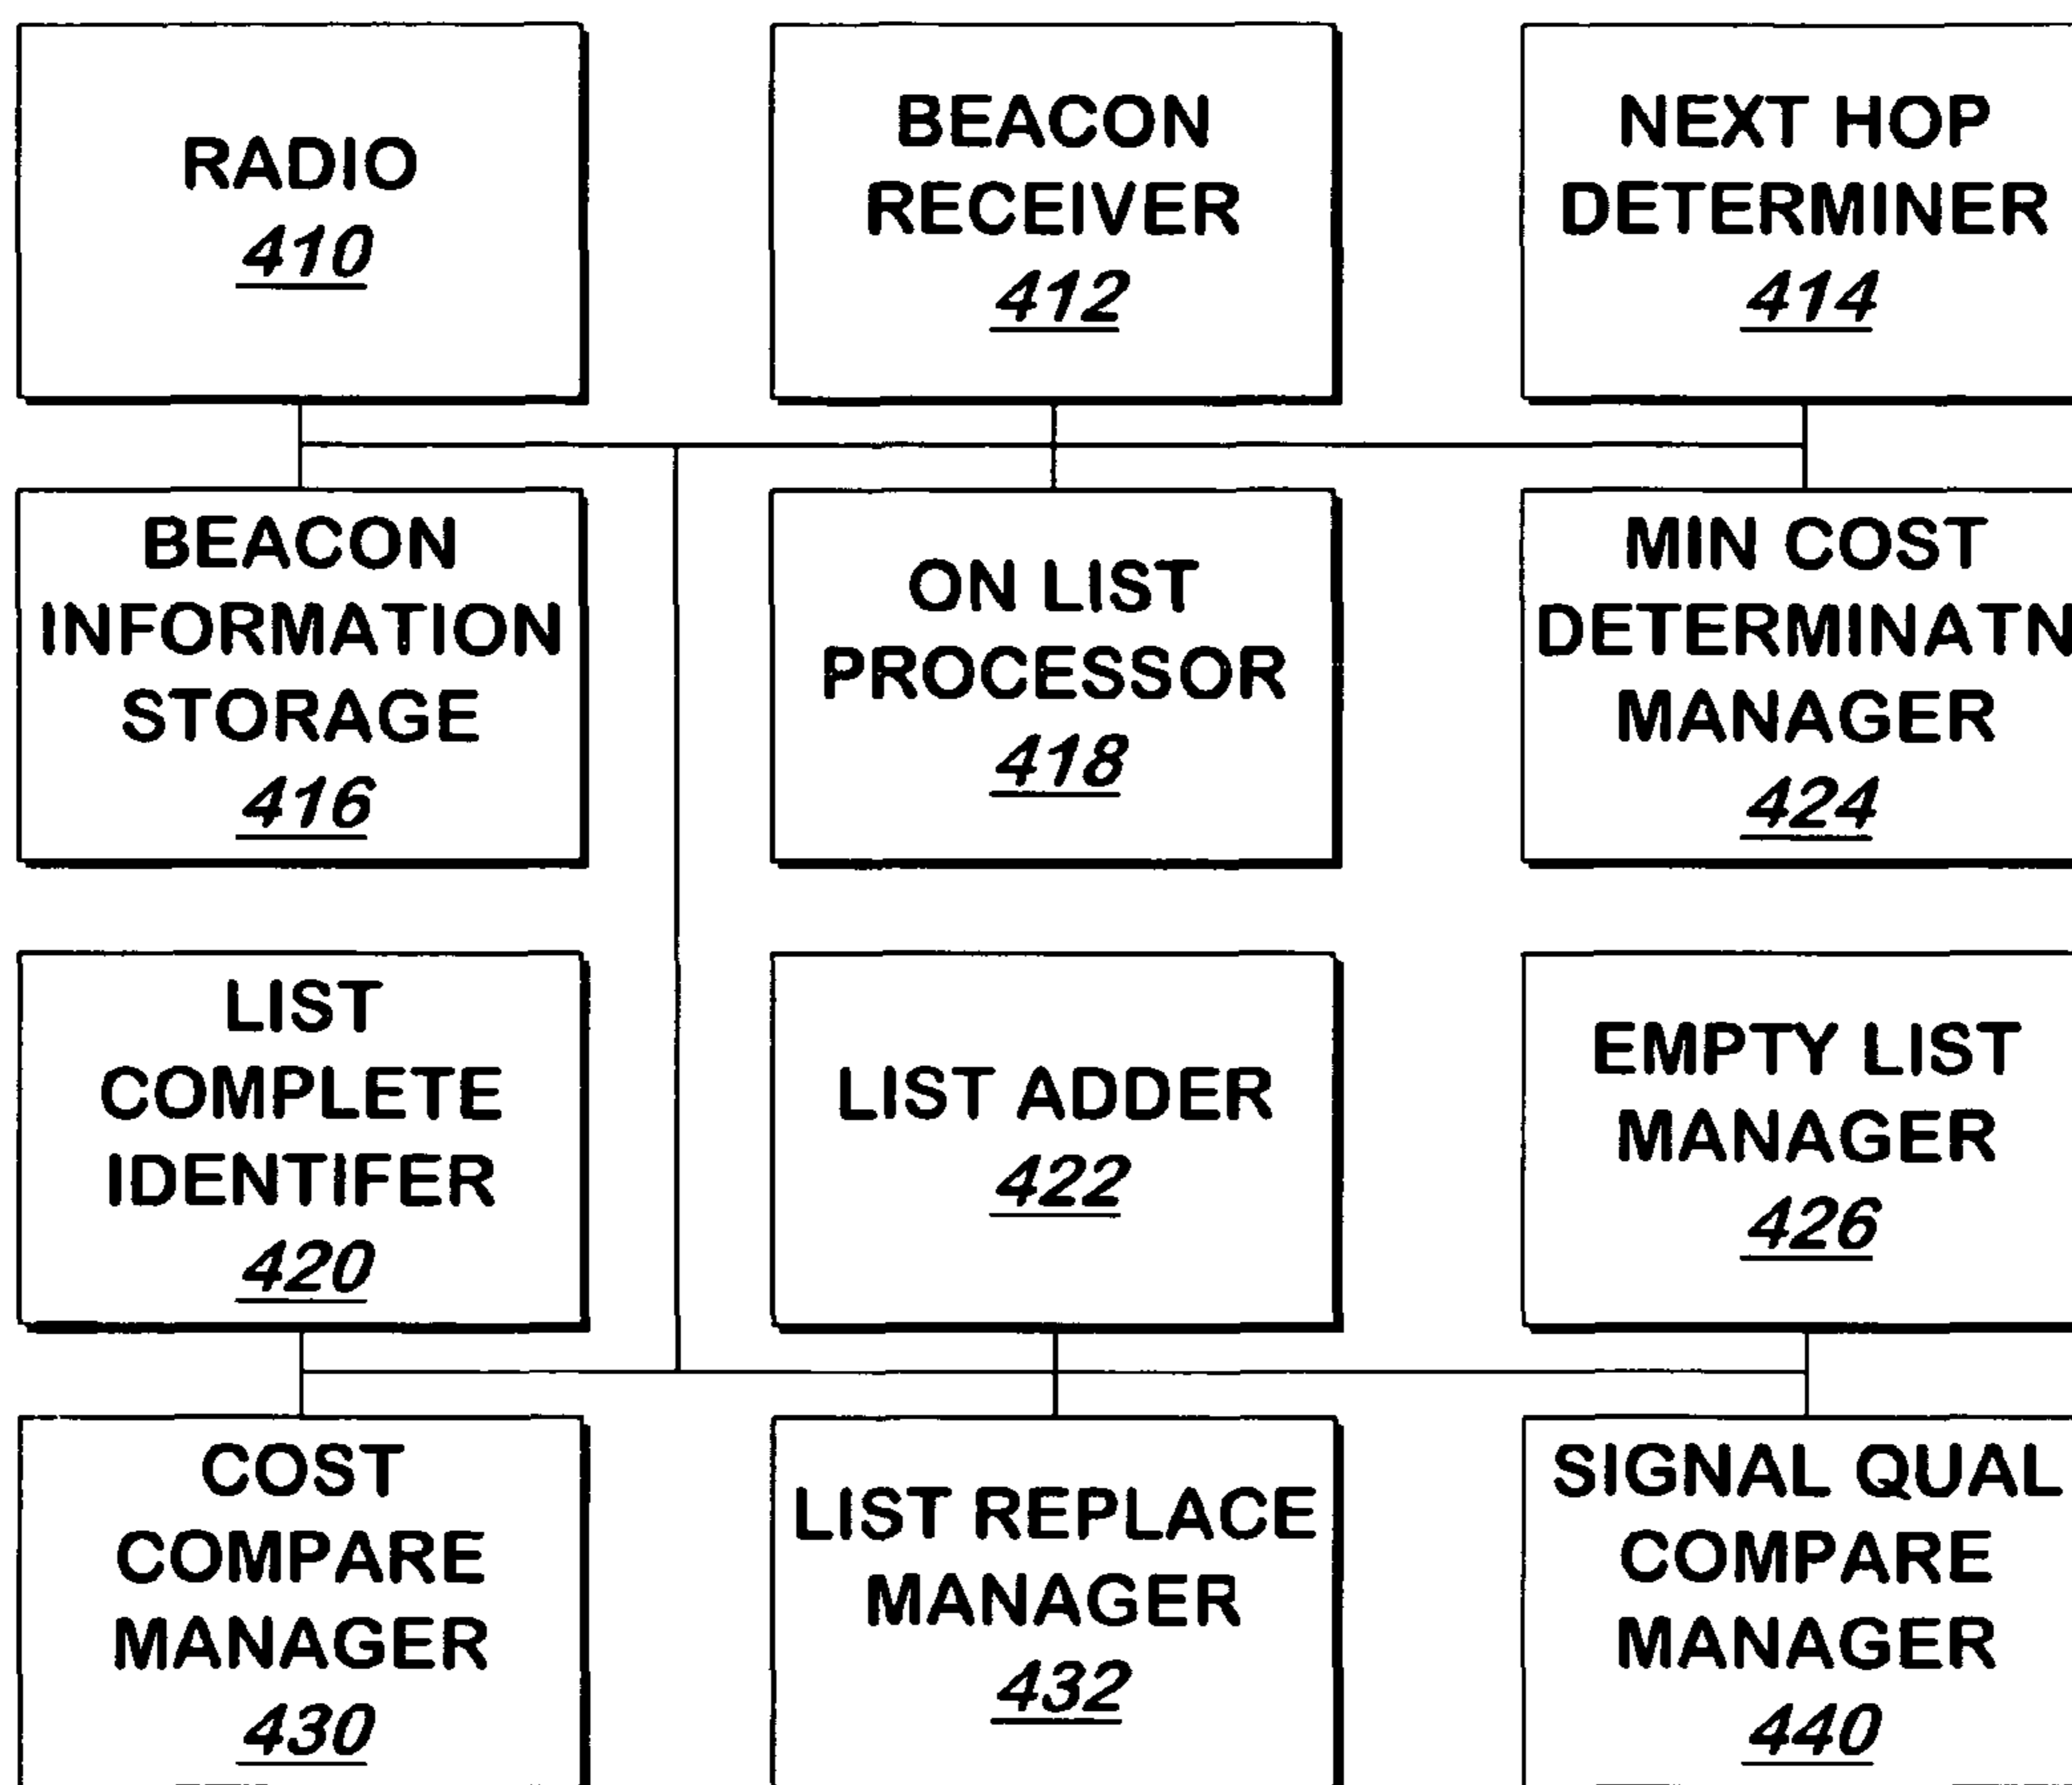 RADIO
410
BEACON
RECEIVER
412
NEXT HOP
DETERMINER
414
BEACON
INFORMATION
STORAGE
416
ON LIST
PROCESSOR
418
MIN COST
DETERMINATN
MANAGER
424
LIST
COMPLETE
IDENTIFER
420
LIST ADDER
422
EMPTY LIST
MANAGER
426
COST
COMPARE
MANAGER
430
LIST REPLACE
MANAGER
432
SIGNAL QUAL
COMPARE
MANAGER
440